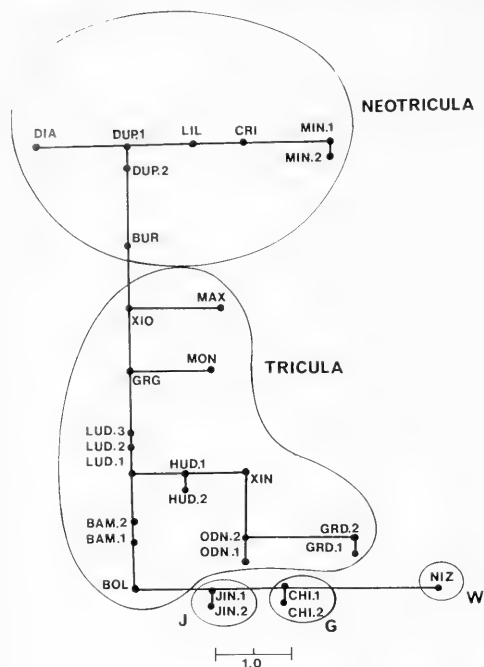 NEOTRICULA
DIA
DUP.1
LIL
CRI
MIN.1
MIN.2
DUP.2
BUR
MAX
XIO
MON
TRICULA
GRG
LUD.3
LUD.2
LUD.1
HUD.1
XIN
HUD.2
BAM.2
BAM.1
ODN.2
ODN.1
GRD.2
GRD.1
BOL
JIN.1
JIN.2
CHI.1
CHI.2
NIZ
W
J
G
1.0